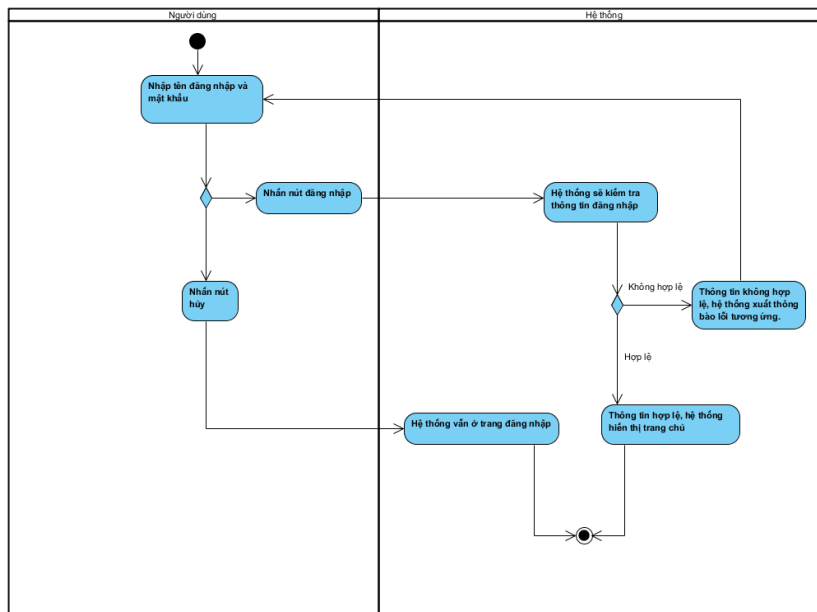 Người dùng
Hệ thống
Nhập tên đăng nhập và
mật khẩu
Nhấn nút đăng nhập
Hệ thống sẽ kiểm tra
thông tin đăng nhập
Nhấn nút
hủy
Không hợp lệ
Thông tin không hợp
lệ, hệ thống xuất thông
bào lỗi tương ứng.
Hợp lệ
Hệ thống vẫn ở trang đăng nhập
Thông tin hợp lệ, hệ thống
hiển thị trang chủ